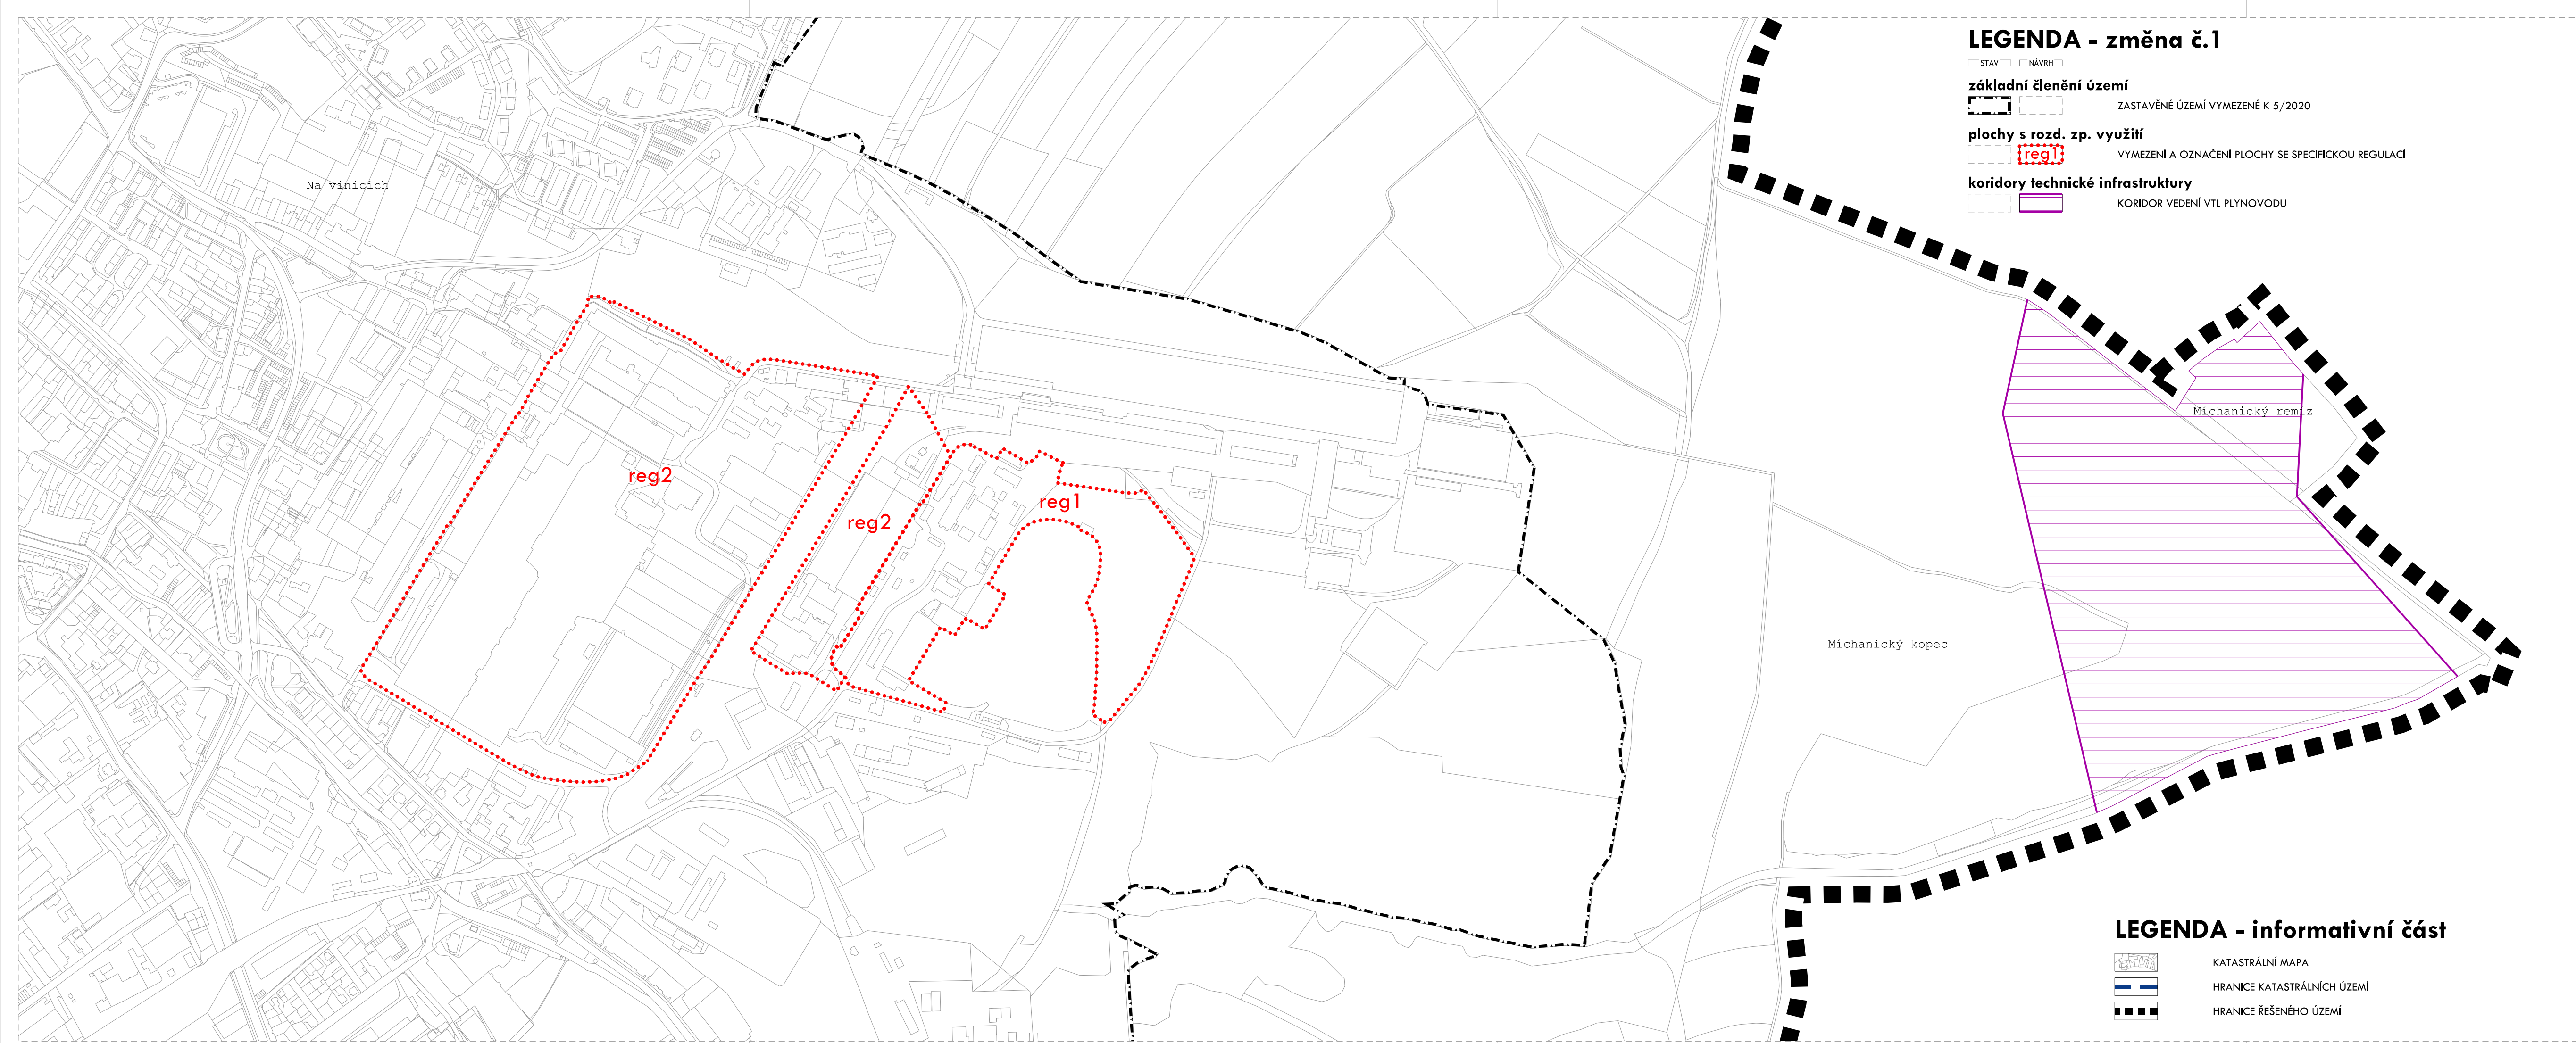 LEGENDA - změna č.1
STAV NÁVRH
základní členění území
ZASTAVĚNÉ ÚZEMÍ VYMEZENÉ K 5/2020
plochy s rozd. zp. využití
reg1 VYMEZENÍ A OZNAČENÍ PLOCHY SE SPECIFICKOU REGULACÍ
koridory technické infrastruktury
KORIDOR VEDENÍ VTL PLYNOVODU
Na vinicích
Míchanický remíz
reg2
reg1
reg2
Míchanický kopec
LEGENDA - informativní část
KATASTRÁLNÍ MAPA
HRANICE KATASTRÁLNÍCH ÚZEMÍ
HRANICE ŘEŠENÉHO ÚZEMÍ